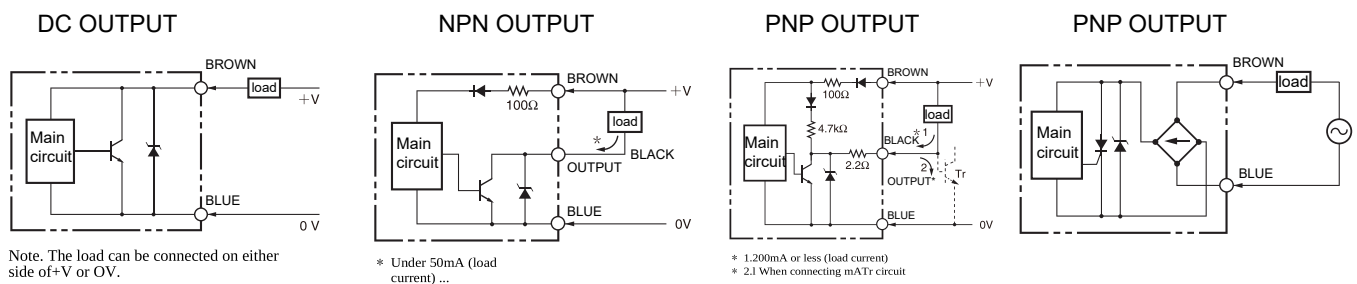 DC OUTPUT
BROWN
load
+V
Main
circuit
BLUE
0 V
Note. The load can be connected on either
side of+V or OV.
NPN OUTPUT
BROWN
+V
100Ω
load
Main
circuit
*
BLACK
OUTPUT
BLUE
0V
* Under 50mA (load
current) ...
PNP OUTPUT
BROWN
+V
100Ω
load
4.7kΩ
Main
circuit
BLACK
*1
2.2Ω
2
OUTPUT*
Tr
BLUE
0V
* 1.200mA or less (load current)
* 2.l When connecting mATr circuit
PNP OUTPUT
BROWN
load
Main
circuit
BLUE